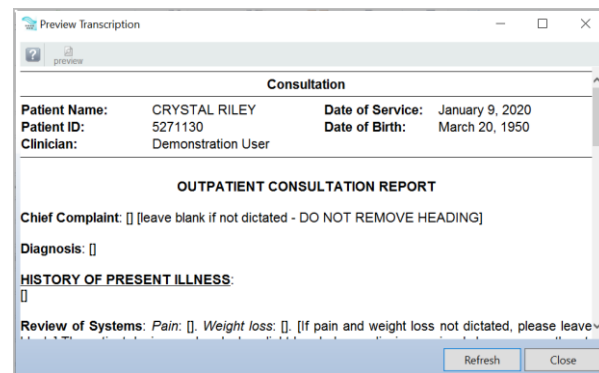 Preview Transcription
preview
Consultation
Patient Name: CRYSTAL RILEY Date of Service: January 9, 2020
Patient ID: 5271130 Date of Birth: March 20, 1950
Clinician: Demonstration User
OUTPATIENT CONSULTATION REPORT
Chief Complaint: [] [leave blank if not dictated - DO NOT REMOVE HEADING]
Diagnosis: []
HISTORY OF PRESENT ILLNESS:
[]
Review of Systems: Pain: []. Weight loss: []. [If pain and weight loss not dictated, please leave
Refresh Close